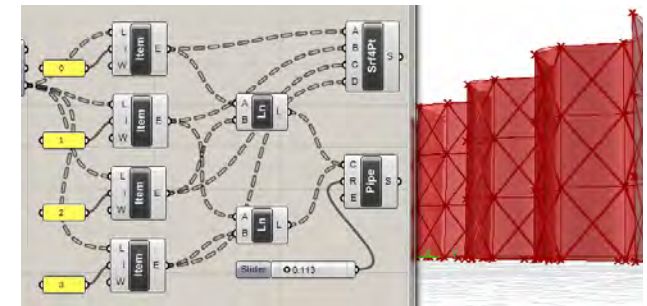 L
I
W
Item
E
0
L
I
W
Item
E
1
L
I
W
Item
E
2
L
I
W
Item
E
3
A
B
Ln
L
A
B
Ln
L
A
B
C
D
Srf4Pt
S
C
R
E
Pipe
S
Slider
0.113